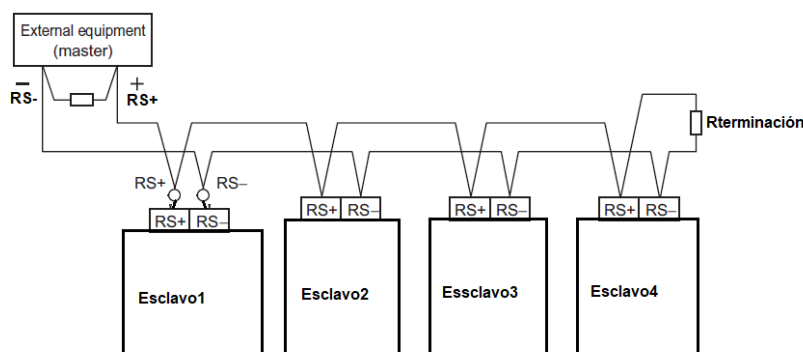 External equipment
(master)
− +
RS- RS+
Rterminación
RS+ RS−
RS+ RS− RS+ RS− RS+ RS− RS+ RS−
Esclavo1 Esclavo2 Essclavo3 Esclavo4